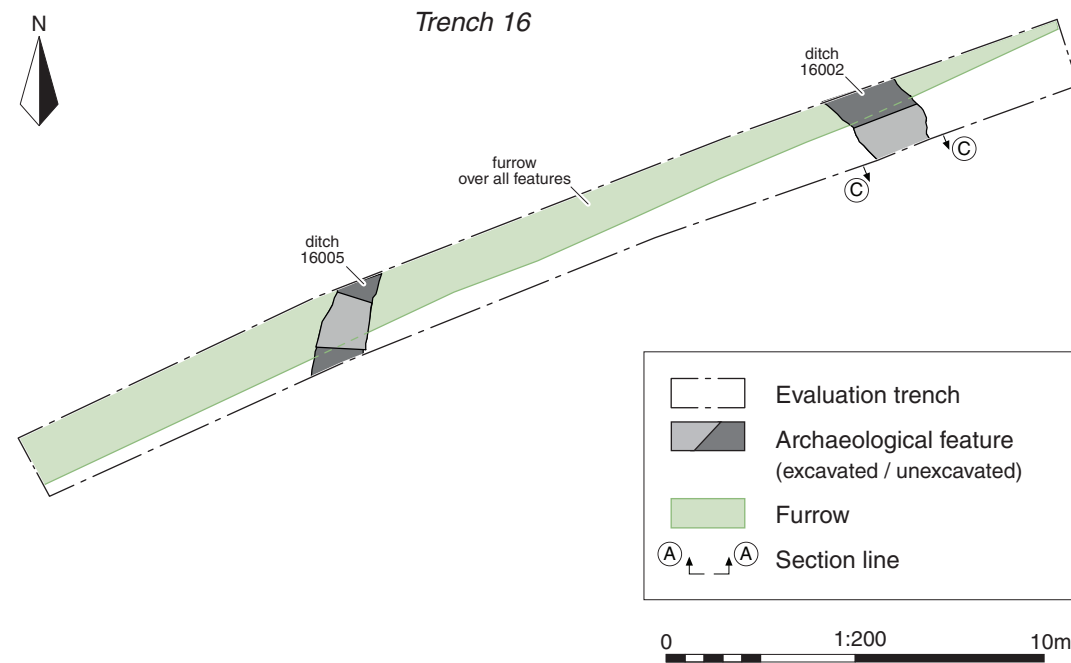 Trench 16
N
ditch
16002
C
C
furrow
over all features
ditch
16005
Evaluation trench
Archaeological feature
(excavated / unexcavated)
Furrow
A A Section line
0 1:200 10m